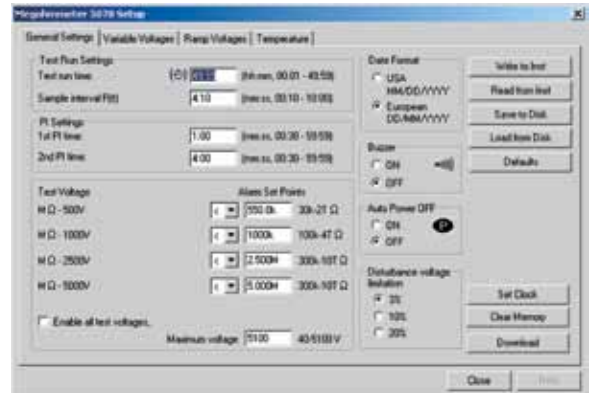 Megohmmeter 5070 Setup
General Settings
Variable Voltages
Ramp Voltages
Temperature
Test Run Settings
Test run time: (hh:mm, 00:01 - 49:59)
Sample interval R(t) 4:10 (mm:ss, 00:10 - 10:00)
PI Settings
1st PI time: 1:00 (mm:ss, 00:30 - 59:59)
2nd PI time: 4:00 (mm:ss, 00:30 - 59:59)
Test Voltage Alarm Set Points
MΩ - 500V < 550.0k 30k-2T Ω
MΩ - 1000V < 1000k 100k-4T Ω
MΩ - 2500V < 2.500M 300k-10T Ω
MΩ - 5000V < 5.000M 300k-10T Ω
Enable all test voltages.
Maximum voltage 5100 40/5100 V
Date Format
USA
MM/DD/YYYY
European
DD/MM/YYYY
Buzzer
ON
OFF
Auto Power OFF
ON
OFF
Disturbance voltage
limitation
3%
10%
20%
Write to Inst
Read from Inst
Save to Disk
Load from Disk
Defaults
Set Clock
Clear Memory
Download
Close
Help